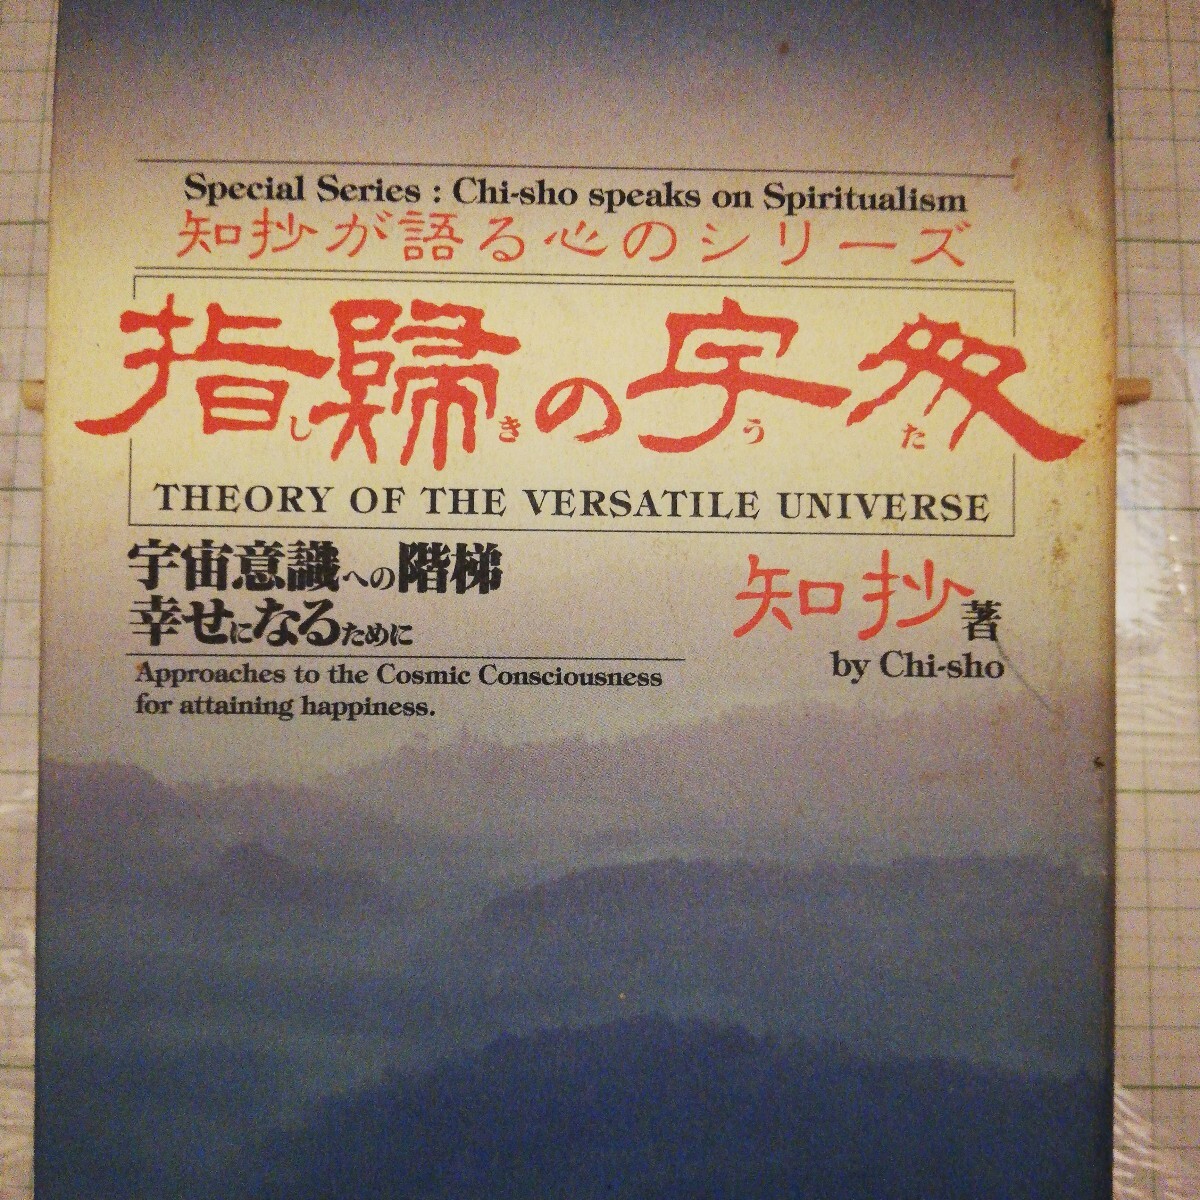 Special Series : Chi-sho speaks on Spiritualism
知抄が語る心のシリーズ
指歸の宇多
し き う た
THEORY OF THE VERSATILE UNIVERSE
宇宙意識への階梯
幸せになるために
Approaches to the Cosmic Consciousness
for attaining happiness.
知抄著
by Chi-sho